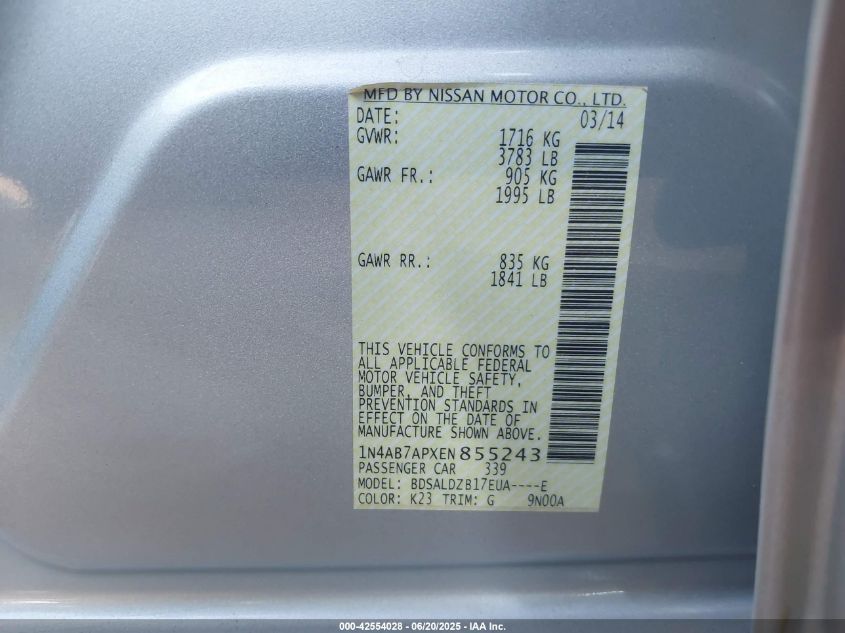 MFD BY NISSAN MOTOR CO., LTD.
DATE: 03/14
GVWR: 1716 KG
3783 LB
GAWR FR.: 905 KG
1995 LB
GAWR RR.: 835 KG
1841 LB
THIS VEHICLE CONFORMS TO
ALL APPLICABLE FEDERAL
MOTOR VEHICLE SAFETY,
BUMPER, AND THEFT
PREVENTION STANDARDS IN
EFFECT ON THE DATE OF
MANUFACTURE SHOWN ABOVE.
1N4AB7APXEN855243
PASSENGER CAR 339
MODEL: BDSALDZB17EUA----E
COLOR: K23 TRIM: G 9N00A
000-42554028 - 06/20/2025 - IAA Inc.